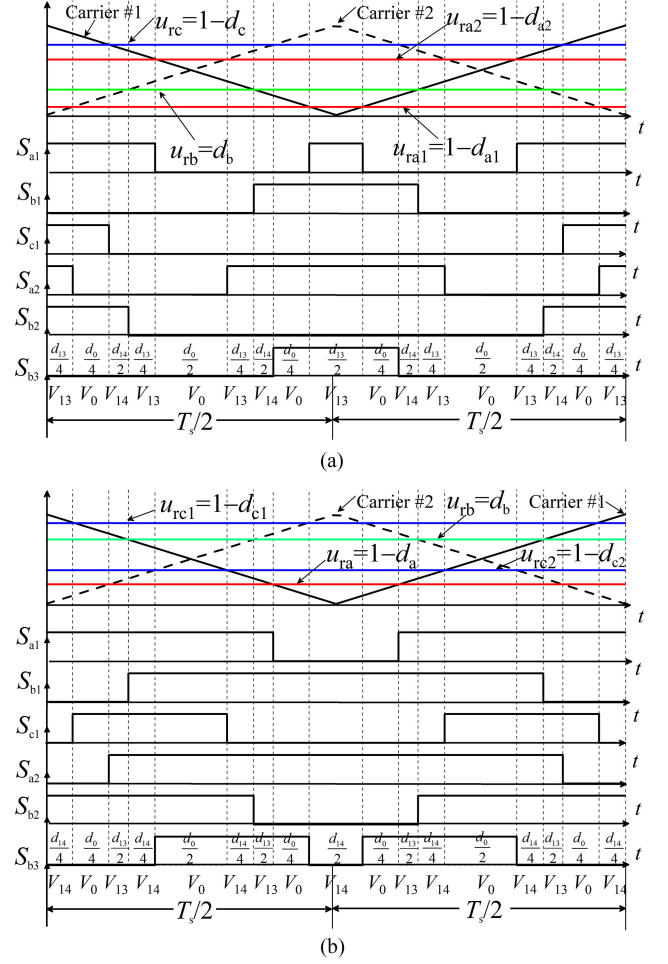 Carrier #1
u_rc=1−d_c
Carrier #2
u_ra2=1−d_a2
u_rb=d_b
u_ra1=1−d_a1
t
S_a1
t
S_b1
t
S_c1
t
S_a2
t
S_b2
t
S_b3
d_13/4 d_0/4 d_14/2 d_13/4 d_0/2 d_13/4 d_14/2 d_0/4 d_13/2 d_0/4 d_14/2 d_13/4 d_0/2 d_13/4 d_14/2 d_0/4 d_13/4
t
V_13 V_0 V_14 V_13 V_0 V_13 V_14 V_0 V_13 V_0 V_14 V_13 V_0 V_13 V_14 V_0 V_13
T_s/2 T_s/2
(a)
u_rc1=1−d_c1
Carrier #2
u_rb=d_b
Carrier #1
u_ra=1−d_a
u_rc2=1−d_c2
t
S_a1
t
S_b1
t
S_c1
t
S_a2
t
S_b2
t
S_b3
d_14/4 d_0/4 d_13/2 d_14/4 d_0/2 d_14/4 d_13/2 d_0/4 d_14/2 d_0/4 d_13/2 d_14/4 d_0/2 d_14/4 d_13/2 d_0/4 d_14/4
t
V_14 V_0 V_13 V_14 V_0 V_14 V_13 V_0 V_14 V_0 V_13 V_14 V_0 V_14 V_13 V_0 V_14
T_s/2 T_s/2
(b)